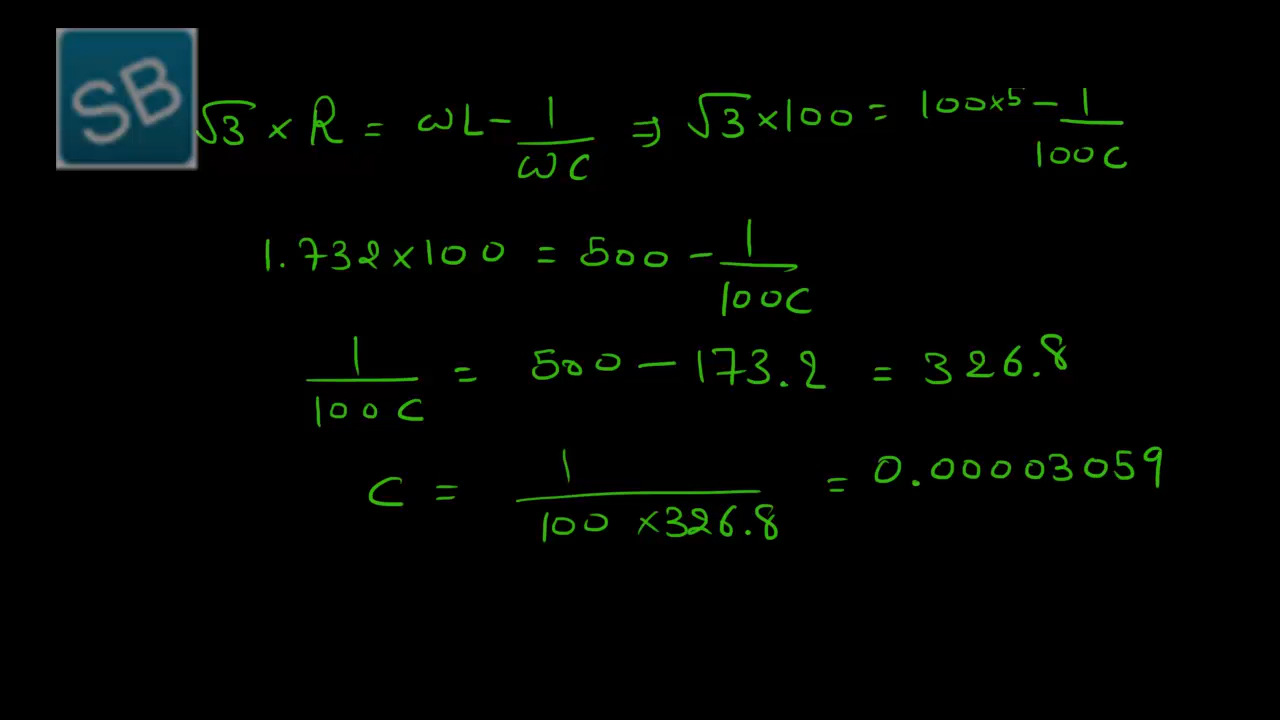 SB
√3 × R = ωL - 1/ωC ⇒ √3 × 100 = 100×5 - 1/100C
1.732 × 100 = 500 - 1/100C
1/100C = 500 - 173.2 = 326.8
C = 1/100 × 326.8 = 0.00003059